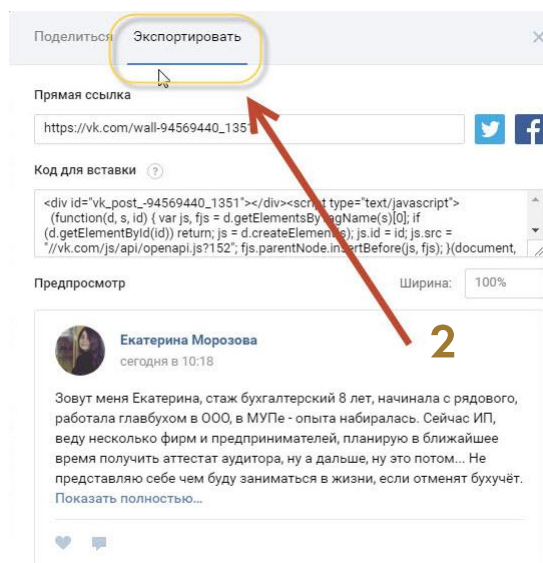 Поделиться Экспортировать
Прямая ссылка
https://vk.com/wall-94569440_1351
Код для вставки ?
<div id="vk_post_-94569440_1351"></div><script type="text/javascript">
(function(d, s, id) { var js, fjs = d.getElementsByTagName(s)[0]; if
(d.getElementById(id)) return; js = d.createElement(s); js.id = id; js.src =
"//vk.com/js/api/openapi.js?152"; fjs.parentNode.insertBefore(js, fjs); }(document,
Предпросмотр Ширина: 100%
2
Екатерина Морозова
сегодня в 10:18
Зовут меня Екатерина, стаж бухгалтерский 8 лет, начинала с рядового,
работала главбухом в ООО, в МУПе - опыта набиралась. Сейчас ИП,
веду несколько фирм и предпринимателей, планирую в ближайшее
время получить аттестат аудитора, ну а дальше, ну это потом... Не
представляю себе чем буду заниматься в жизни, если отменят бухучёт.
Показать полностью...